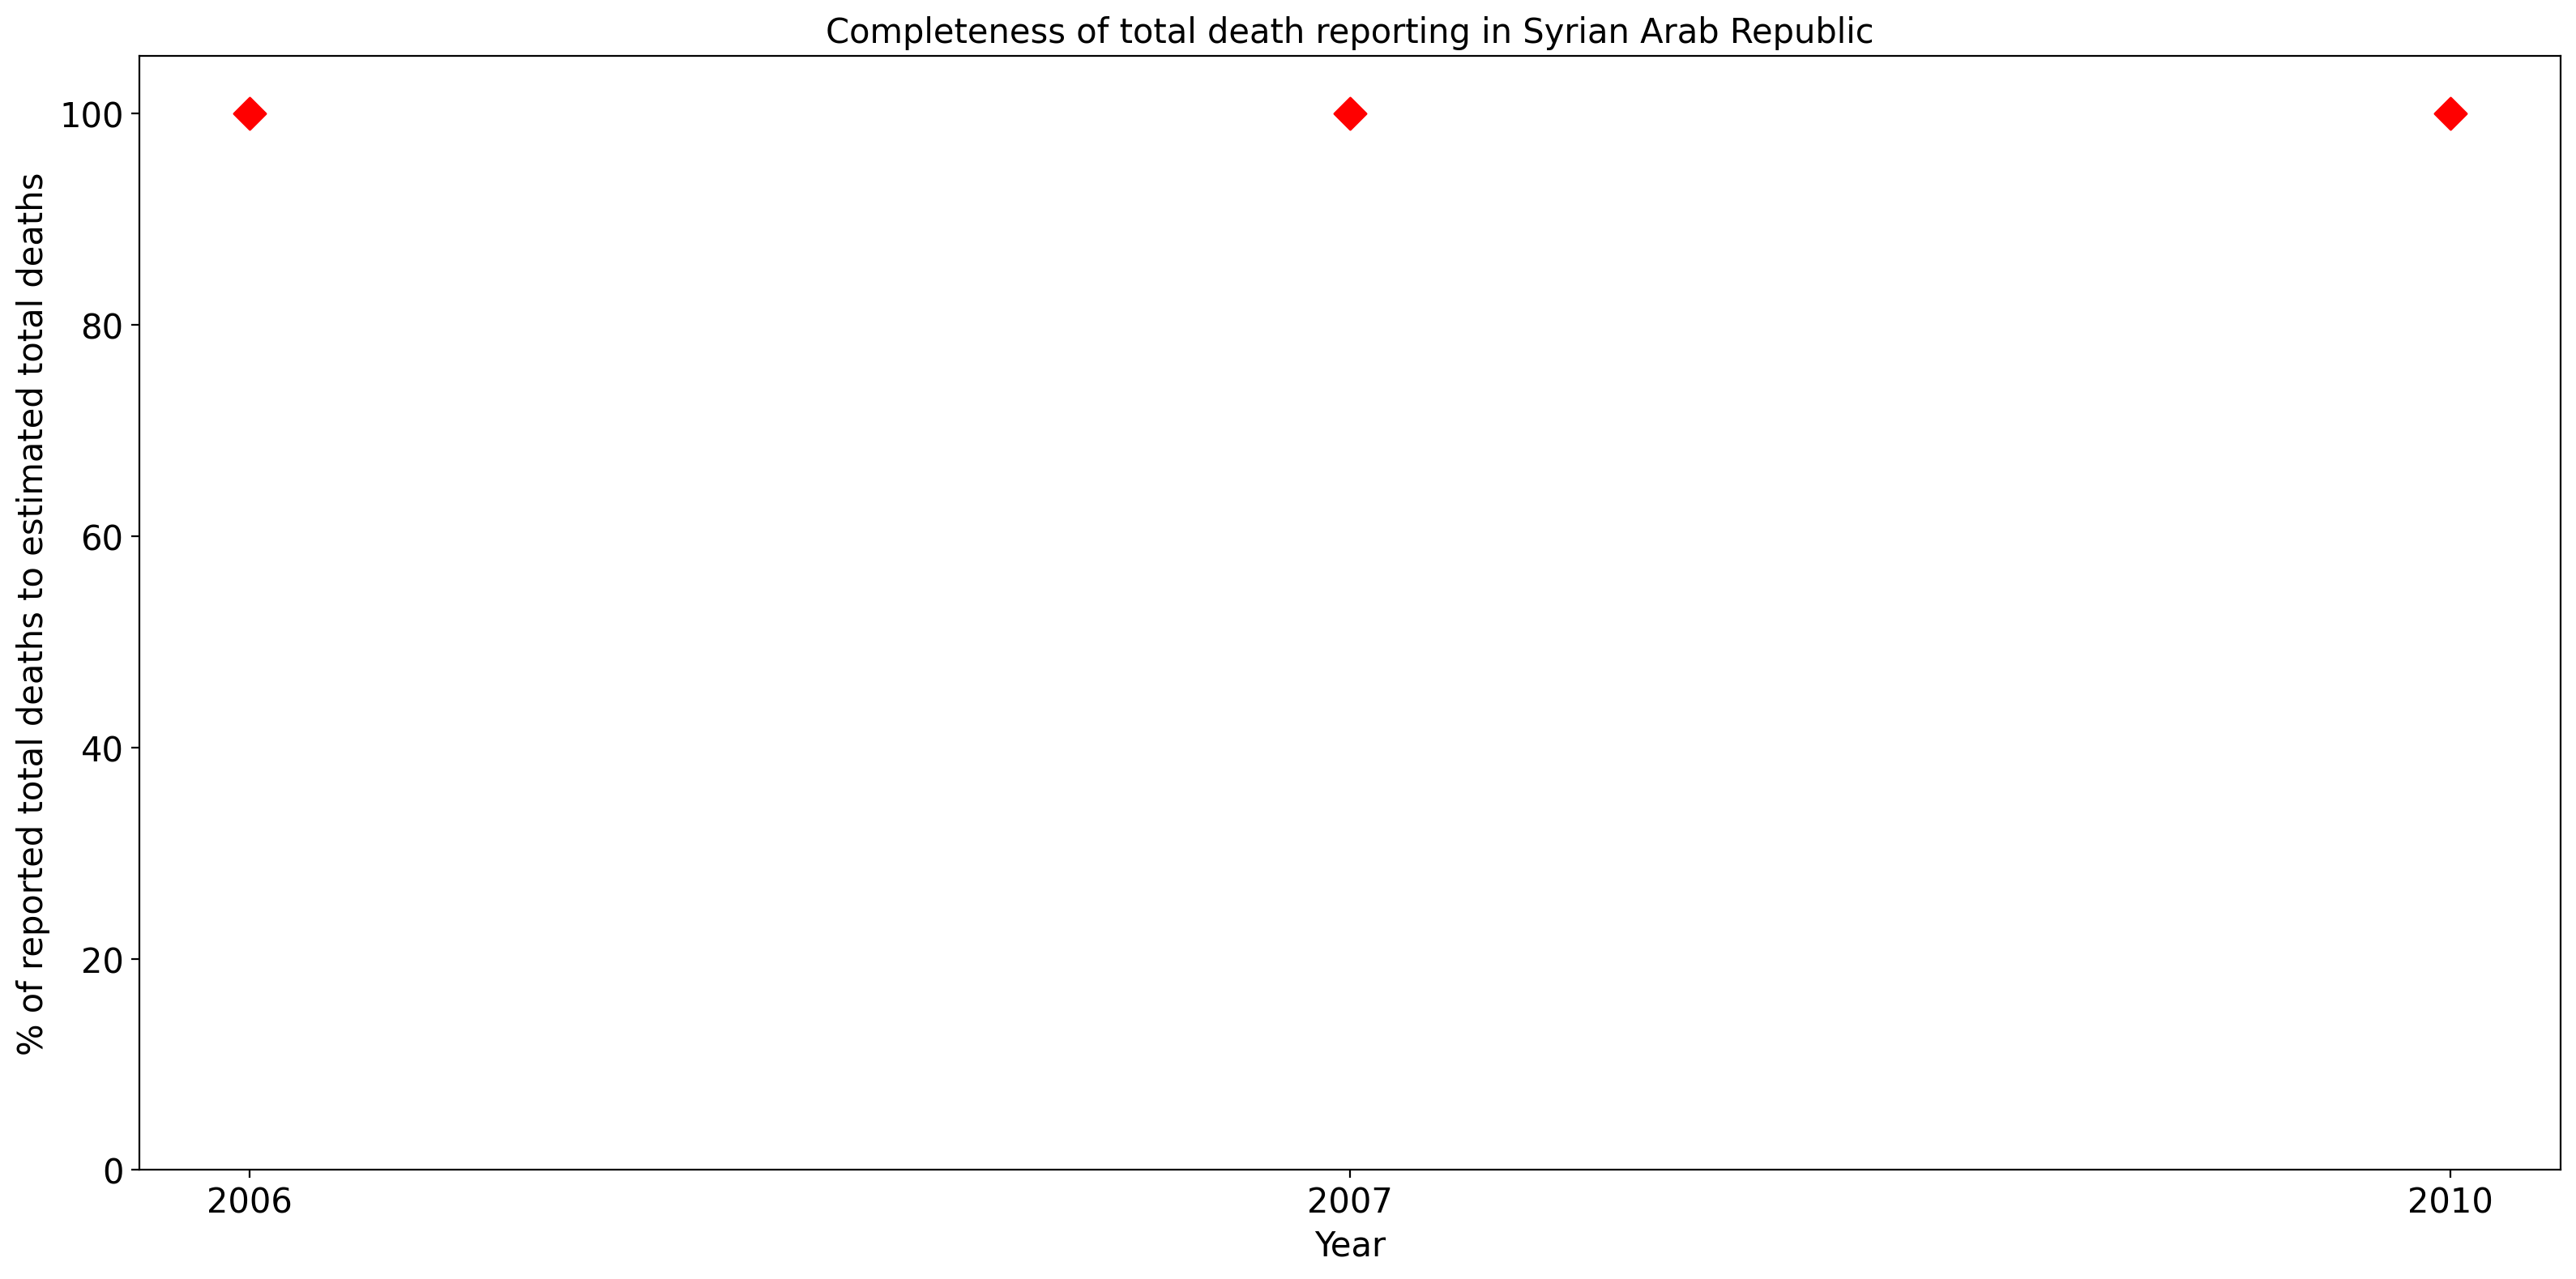 Completeness of total death reporting in Syrian Arab Republic
% of reported total deaths to estimated total deaths
100
80
60
40
20
0
2006 2007 2010
Year